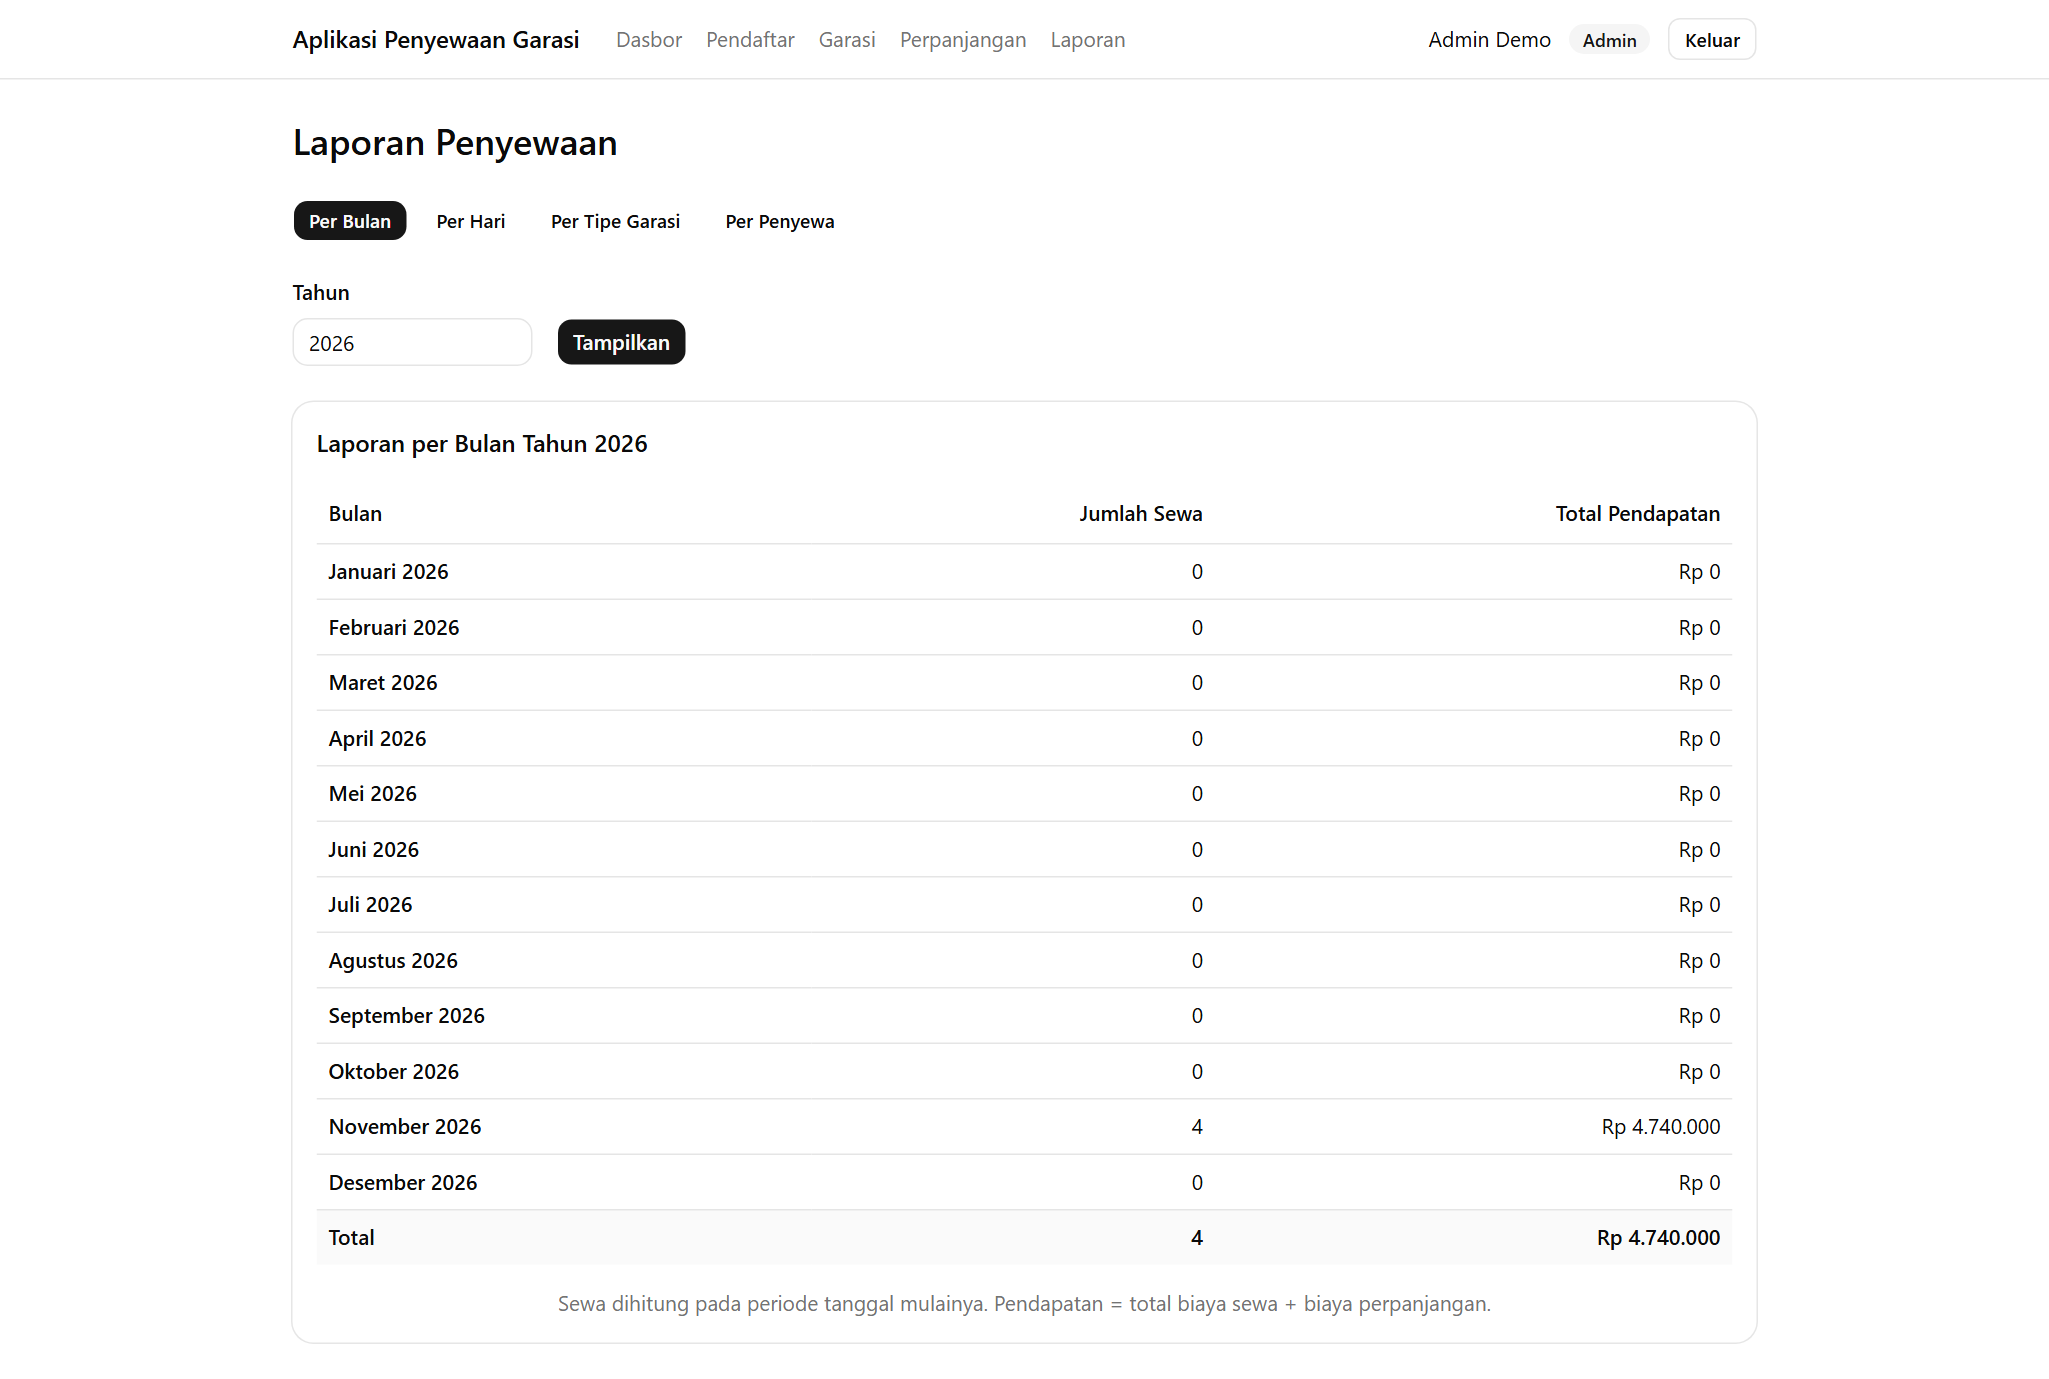 Aplikasi Penyewaan Garasi Dasbor Pendaftar Garasi Perpanjangan Laporan Admin Demo Admin Keluar
Laporan Penyewaan
Per Bulan Per Hari Per Tipe Garasi Per Penyewa
Tahun
2026 Tampilkan
Laporan per Bulan Tahun 2026
Bulan Jumlah Sewa Total Pendapatan
Januari 2026 0 Rp 0
Februari 2026 0 Rp 0
Maret 2026 0 Rp 0
April 2026 0 Rp 0
Mei 2026 0 Rp 0
Juni 2026 0 Rp 0
Juli 2026 0 Rp 0
Agustus 2026 0 Rp 0
September 2026 0 Rp 0
Oktober 2026 0 Rp 0
November 2026 4 Rp 4.740.000
Desember 2026 0 Rp 0
Total 4 Rp 4.740.000
Sewa dihitung pada periode tanggal mulainya. Pendapatan = total biaya sewa + biaya perpanjangan.